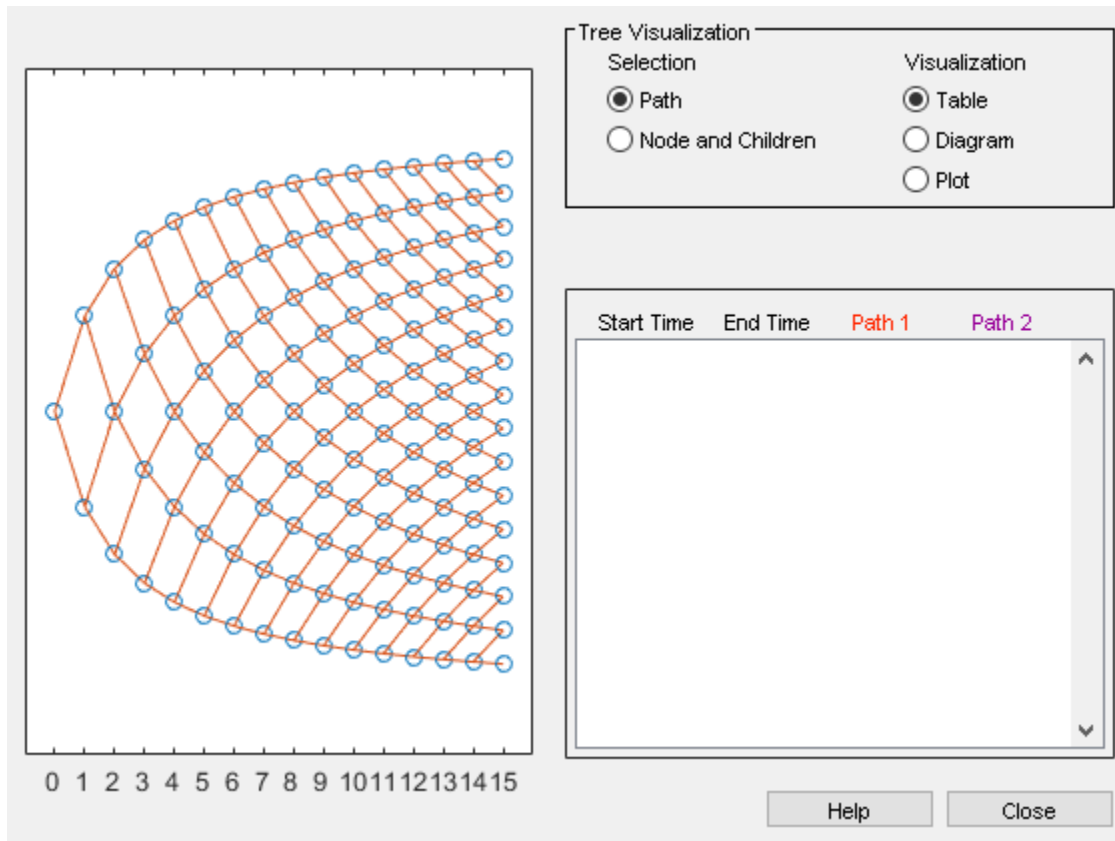 Tree Visualization
Selection
Visualization
Path
Table
Node and Children
Diagram
Plot
Start Time End Time Path 1 Path 2
0 1 2 3 4 5 6 7 8 9 10 11 12 13 14 15
Help Close